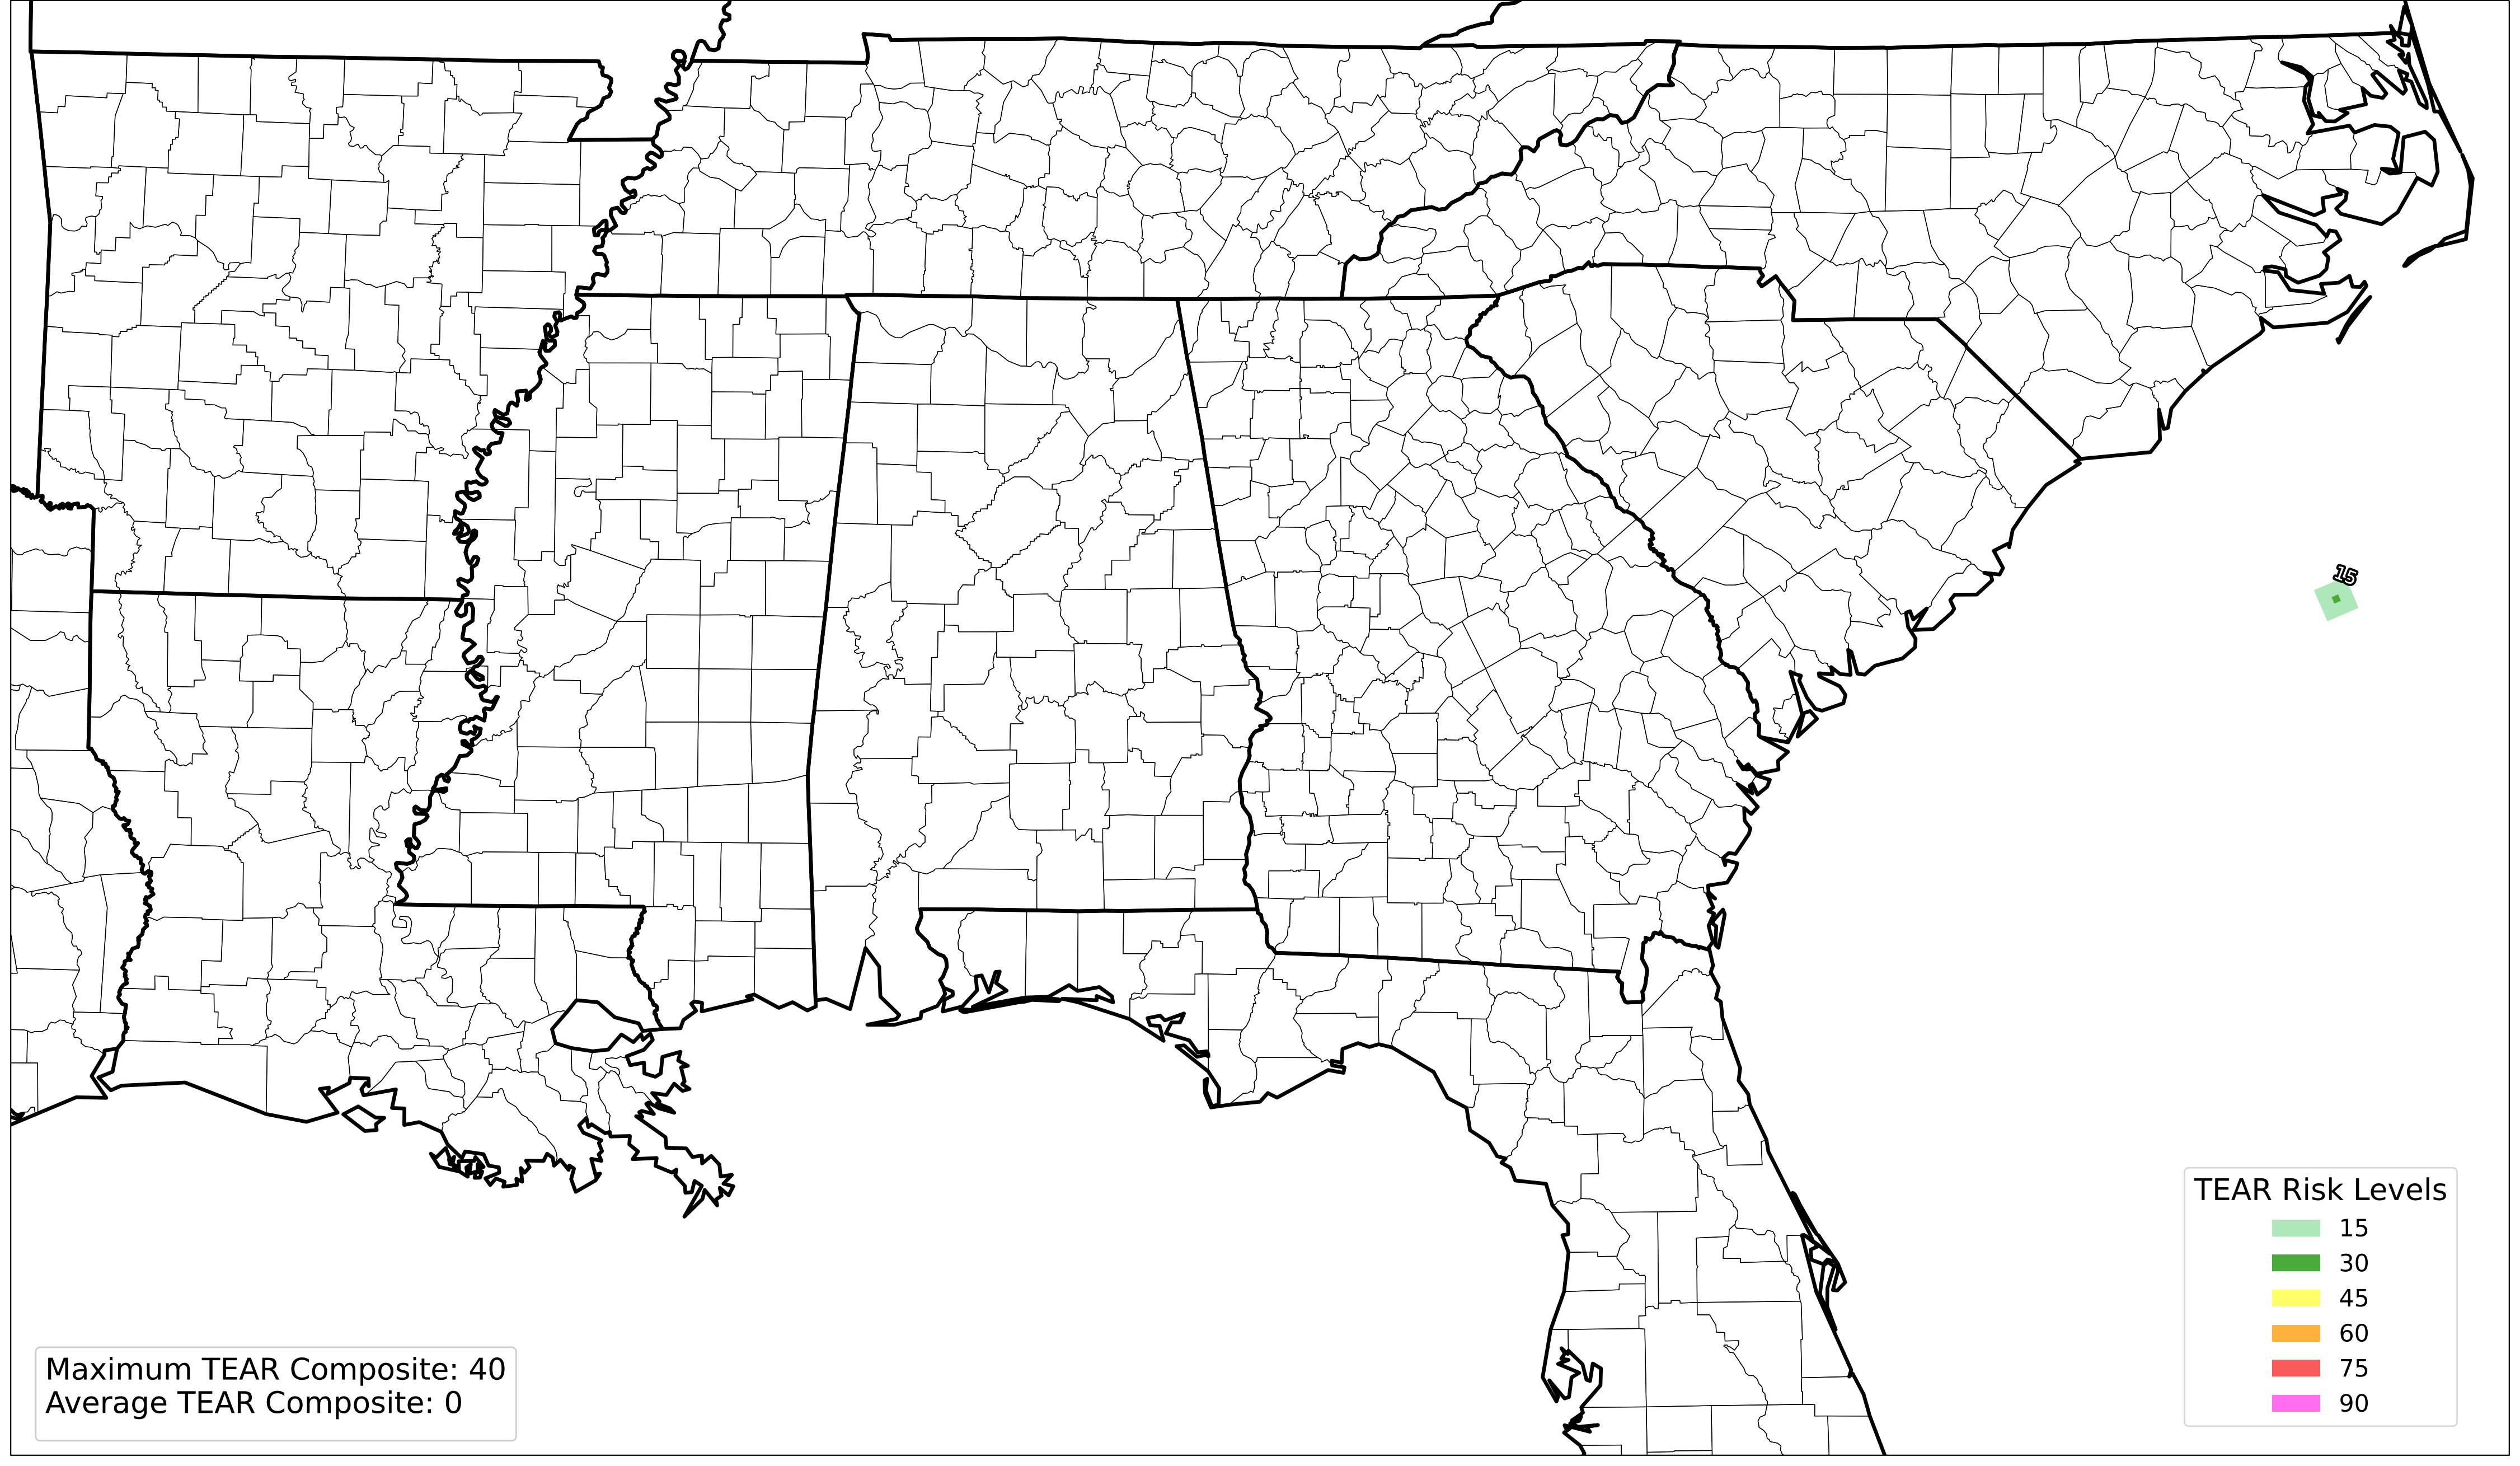 15
TEAR Risk Levels
15
30
45
60
75
90
Maximum TEAR Composite: 40
Average TEAR Composite: 0